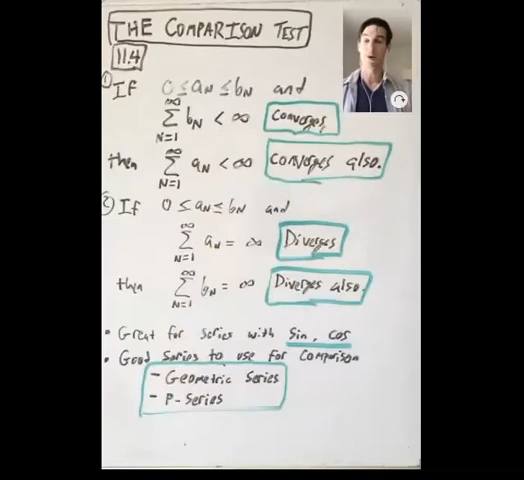 THE COMPARISON TEST
11.4
① If 0 ≤ aN ≤ bN and
∞
∑ bN < ∞ Converges
N=1
∞
then ∑ aN < ∞ Converges also.
N=1
② If 0 ≤ aN ≤ bN and
∞
∑ aN = ∞ Diverges
N=1
∞
then ∑ bN = ∞ Diverges also.
N=1
• Great for series with Sin, Cos
• Good Series to use for Comparison
- Geometric Series
- P-Series